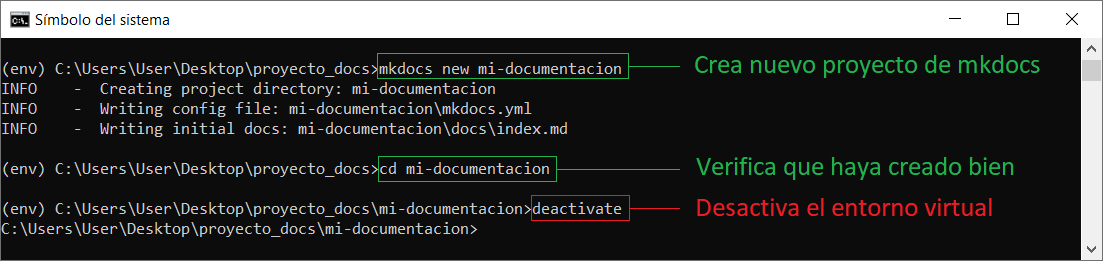 Símbolo del sistema
(env) C:\Users\User\Desktop\proyecto_docs>mkdocs new mi-documentacion
Crea nuevo proyecto de mkdocs
INFO    -  Creating project directory: mi-documentacion
INFO    -  Writing config file: mi-documentacion\mkdocs.yml
INFO    -  Writing initial docs: mi-documentacion\docs\index.md
(env) C:\Users\User\Desktop\proyecto_docs>cd mi-documentacion
Verifica que haya creado bien
(env) C:\Users\User\Desktop\proyecto_docs\mi-documentacion>deactivate
Desactiva el entorno virtual
C:\Users\User\Desktop\proyecto_docs\mi-documentacion>